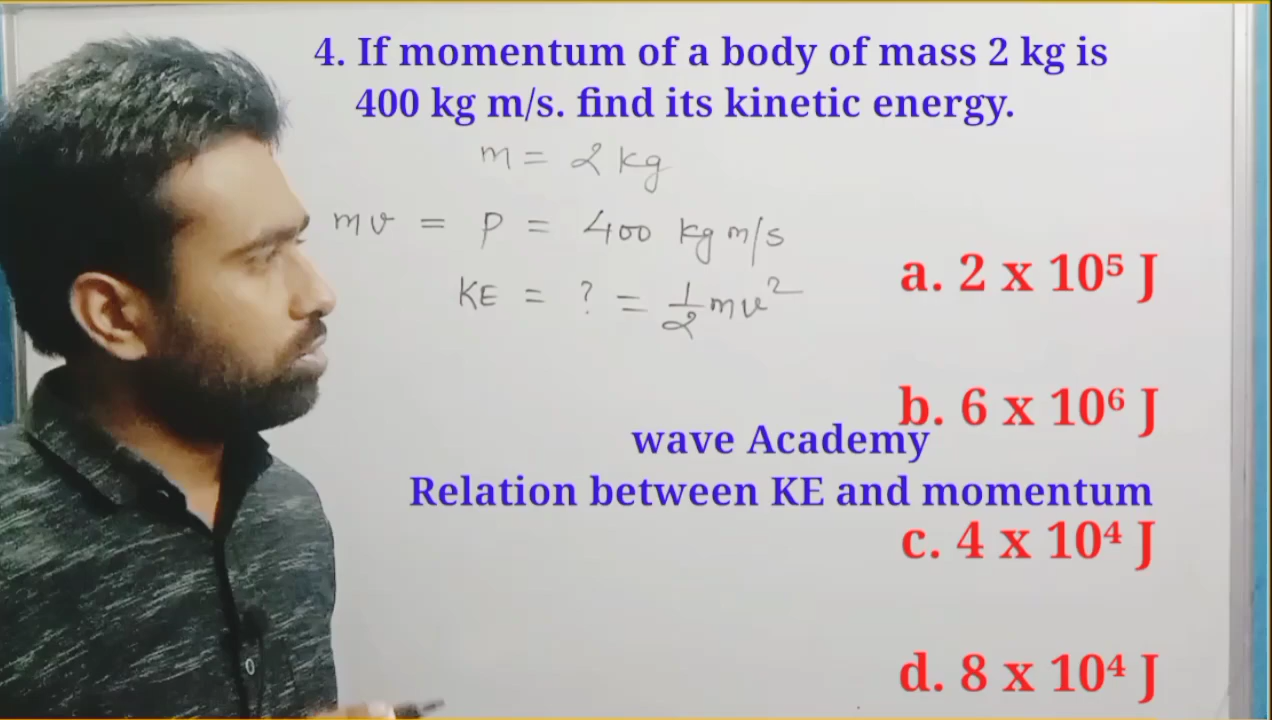 4. If momentum of a body of mass 2 kg is
400 kg m/s. find its kinetic energy.
m = 2 kg
mv = P = 400 kg m/s
KE = ? = 1/2 mv²
a. 2 x 10⁵ J
b. 6 x 10⁶ J
wave Academy
Relation between KE and momentum
c. 4 x 10⁴ J
d. 8 x 10⁴ J